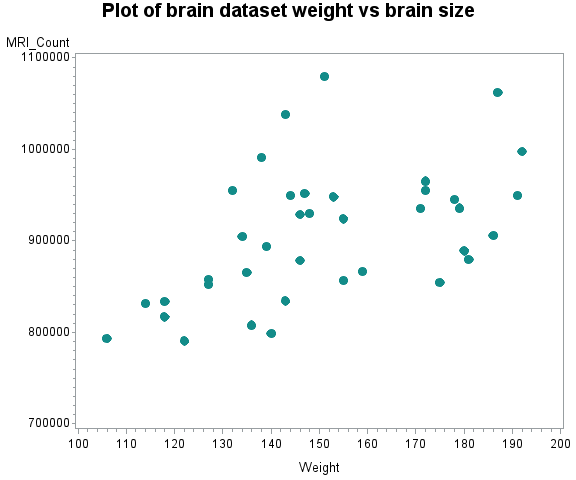 Plot of brain dataset weight vs brain size
MRI_Count
1100000
1000000
900000
800000
700000
100 110 120 130 140 150 160 170 180 190 200
Weight